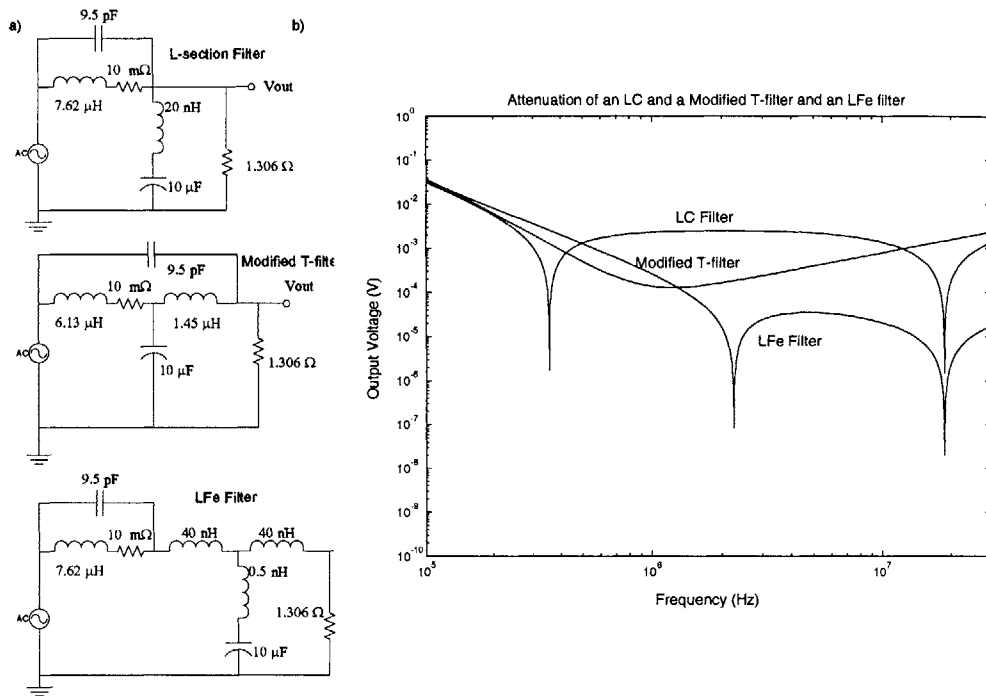 a)
9.5 pF
b)
L-section Filter
10 mΩ
Vout
7.62 μH
20 nH
AC
1.306 Ω
10 μF
Modified T-filte
9.5 pF
Vout
10 mΩ
6.13 μH
1.45 μH
AC
1.306 Ω
10 μF
9.5 pF
LFe Filter
10 mΩ
40 nH
40 nH
7.62 μH
0.5 nH
1.306 Ω
AC
10 μF
Attenuation of an LC and a Modified T-filter and an LFe filter
10^0
10^-1
10^-2
10^-3
10^-4
10^-5
10^-6
10^-7
10^-8
10^-9
10^-10
Output Voltage (V)
LC Filter
Modified T-filter
LFe Filter
10^5
10^6
10^7
Frequency (Hz)